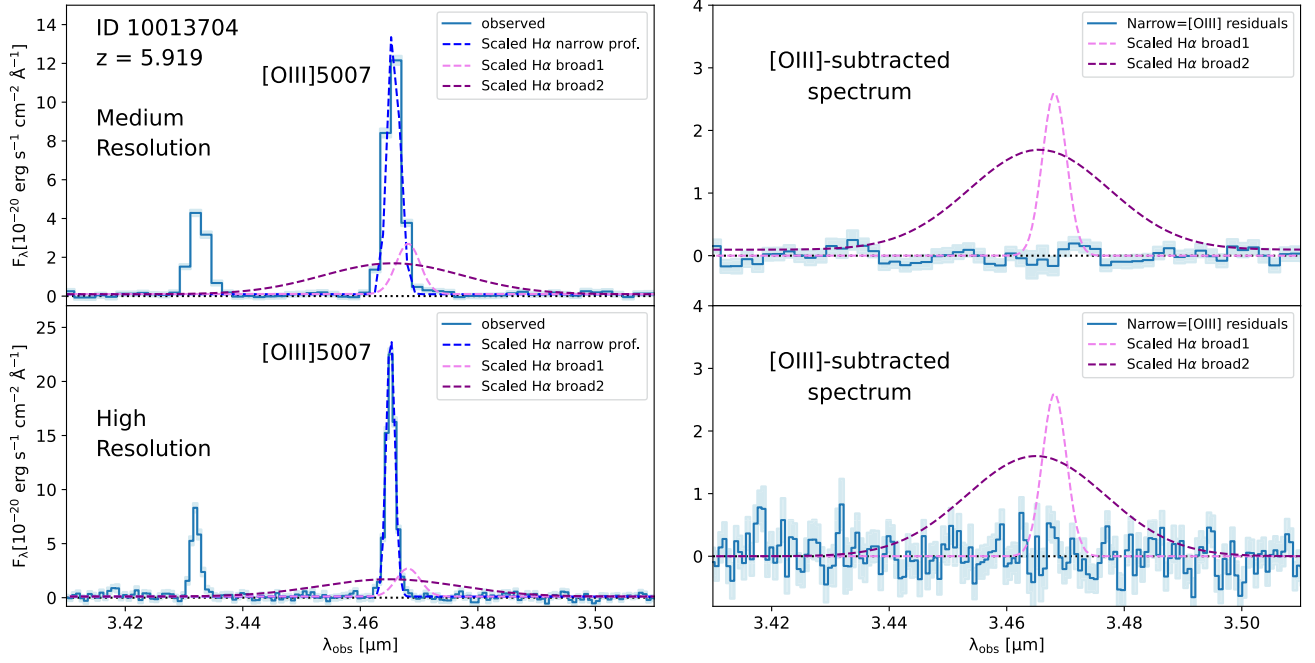 ID 10013704
z = 5.919
Medium
Resolution
[OIII]5007
observed
Scaled Hα narrow prof.
Scaled Hα broad1
Scaled Hα broad2
F_λ[10⁻²⁰ erg s⁻¹ cm⁻² Å⁻¹]
14
12
10
8
6
4
2
0
[OIII]-subtracted
spectrum
Narrow=[OIII] residuals
Scaled Hα broad1
Scaled Hα broad2
4
3
2
1
0
High
Resolution
[OIII]5007
observed
Scaled Hα narrow prof.
Scaled Hα broad1
Scaled Hα broad2
F_λ[10⁻²⁰ erg s⁻¹ cm⁻² Å⁻¹]
25
20
15
10
5
0
3.42 3.44 3.46 3.48 3.50
λ_obs [μm]
[OIII]-subtracted
spectrum
Narrow=[OIII] residuals
Scaled Hα broad1
Scaled Hα broad2
4
3
2
1
0
3.42 3.44 3.46 3.48 3.50
λ_obs [μm]